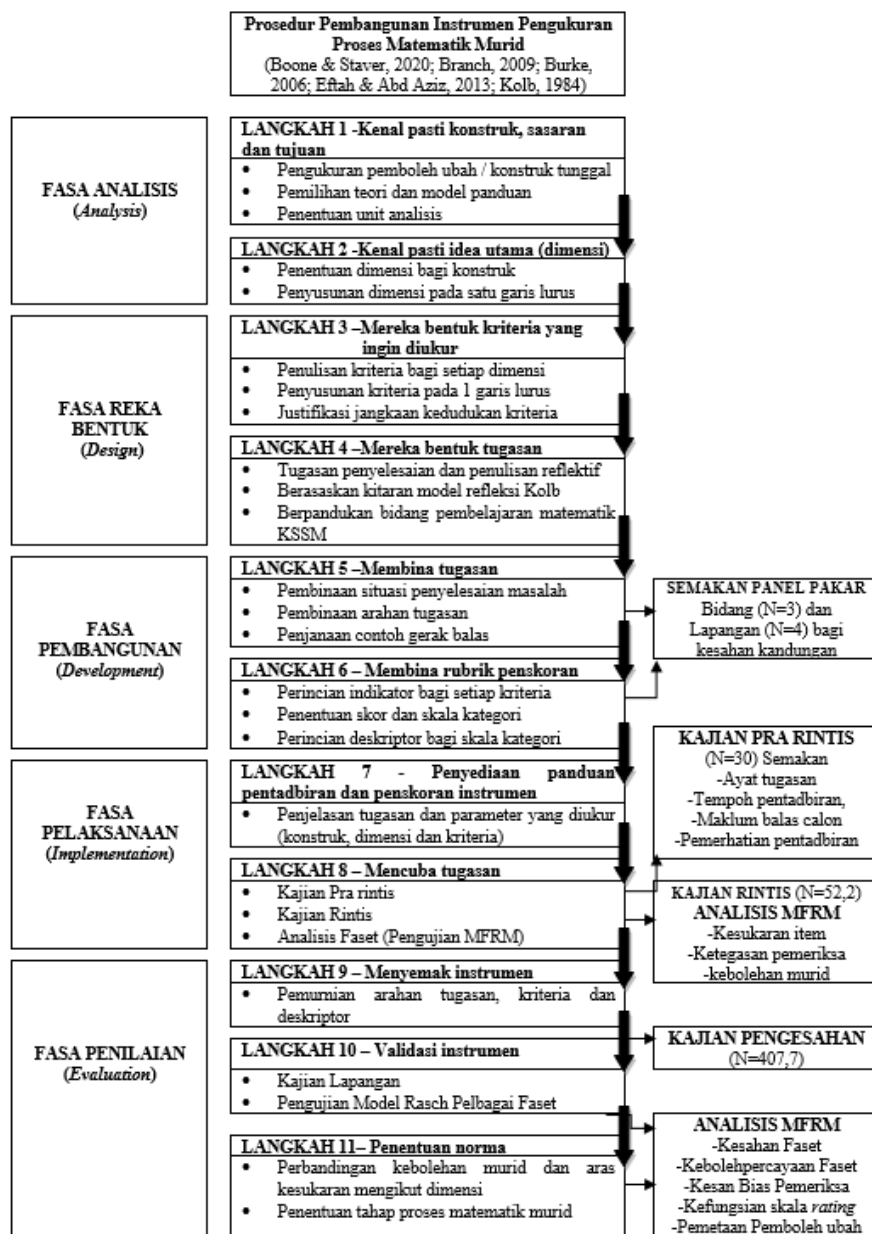 Prosedur Pembangunan Instrumen Pengukuran
Proses Matematik Murid
(Boone & Staver, 2020; Branch, 2009; Burke,
2006; Eftah & Abd Aziz, 2013; Kolb, 1984)
FASA ANALISIS
(Analysis)
LANGKAH 1 -Kenal pasti konstruk, sasaran
dan tujuan
• Pengukuran pemboleh ubah / konstruk tunggal
• Pemilihan teori dan model panduan
• Penentuan unit analisis
LANGKAH 2 -Kenal pasti idea utama (dimensi)
• Penentuan dimensi bagi konstruk
• Penyusunan dimensi pada satu garis lurus
FASA REKA
BENTUK
(Design)
LANGKAH 3 –Mereka bentuk kriteria yang
ingin diukur
• Penulisan kriteria bagi setiap dimensi
• Penyusunan kriteria pada 1 garis lurus
• Justifikasi jangkaan kedudukan kriteria
LANGKAH 4 –Mereka bentuk tugasan
• Tugasan penyelesaian dan penulisan reflektif
• Berasaskan kitaran model refleksi Kolb
• Berpandukan bidang pembelajaran matematik
KSSM
FASA
PEMBANGUNAN
(Development)
LANGKAH 5 –Membina tugasan
• Pembinaan situasi penyelesaian masalah
• Pembinaan arahan tugasan
• Penjanaan contoh gerak balas
SEMAKAN PANEL PAKAR
Bidang (N=3) dan
Lapangan (N=4) bagi
kesahan kandungan
LANGKAH 6 – Membina rubrik penskoran
• Perincian indikator bagi setiap kriteria
• Penentuan skor dan skala kategori
• Perincian deskriptor bagi skala kategori
FASA
PELAKSANAAN
(Implementation)
LANGKAH 7 - Penyediaan panduan
pentadbiran dan penskoran instrumen
• Penjelasan tugasan dan parameter yang diukur
(konstruk, dimensi dan kriteria)
KAJIAN PRA RINTIS
(N=30) Semakan
-Ayat tugasan
-Tempoh pentadbiran,
-Maklum balas calon
-Pemerhatian pentadbiran
LANGKAH 8 – Mencuba tugasan
• Kajian Pra rintis
• Kajian Rintis
• Analisis Faset (Pengujian MFRM)
KAJIAN RINTIS (N=52,2)
ANALISIS MFRM
-Kesukaran item
-Ketegasan pemeriksa
-kebolehan murid
FASA PENILAIAN
(Evaluation)
LANGKAH 9 – Menyemak instrumen
• Pemurnian arahan tugasan, kriteria dan
deskriptor
LANGKAH 10 – Validasi instrumen
• Kajian Lapangan
• Pengujian Model Rasch Pelbagai Faset
KAJIAN PENGESAHAN
(N=407,7)
LANGKAH 11– Penentuan norma
• Perbandingan kebolehan murid dan aras
kesukaran mengikut dimensi
• Penentuan tahap proses matematik murid
ANALISIS MFRM
-Kesahan Faset
-Kebolehpercayaan Faset
-Kesan Bias Pemeriksa
-Kefungsian skala rating
-Pemetaan Pemboleh ubah